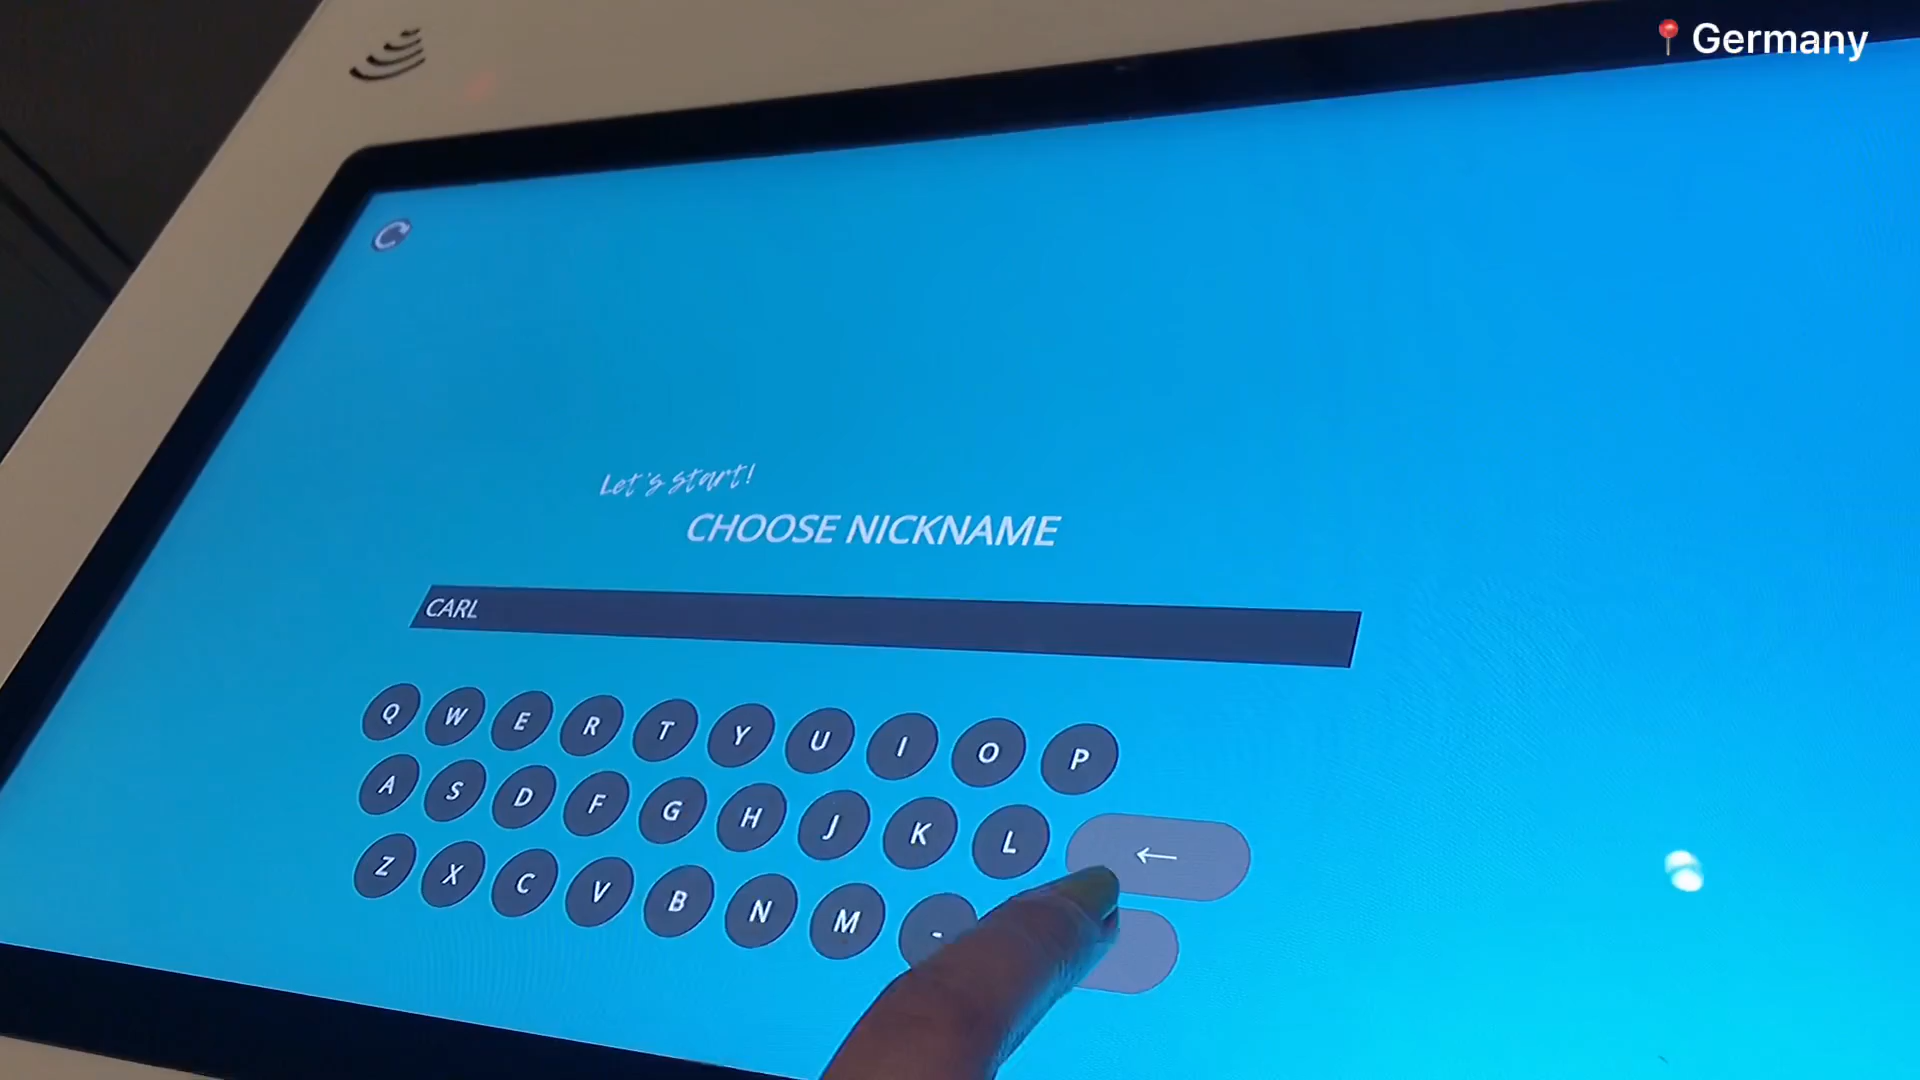 📍Germany
Let's start!
CHOOSE NICKNAME
CARL
Q W E R T Y U I O P
A S D F G H J K L ←
Z X C V B N M -